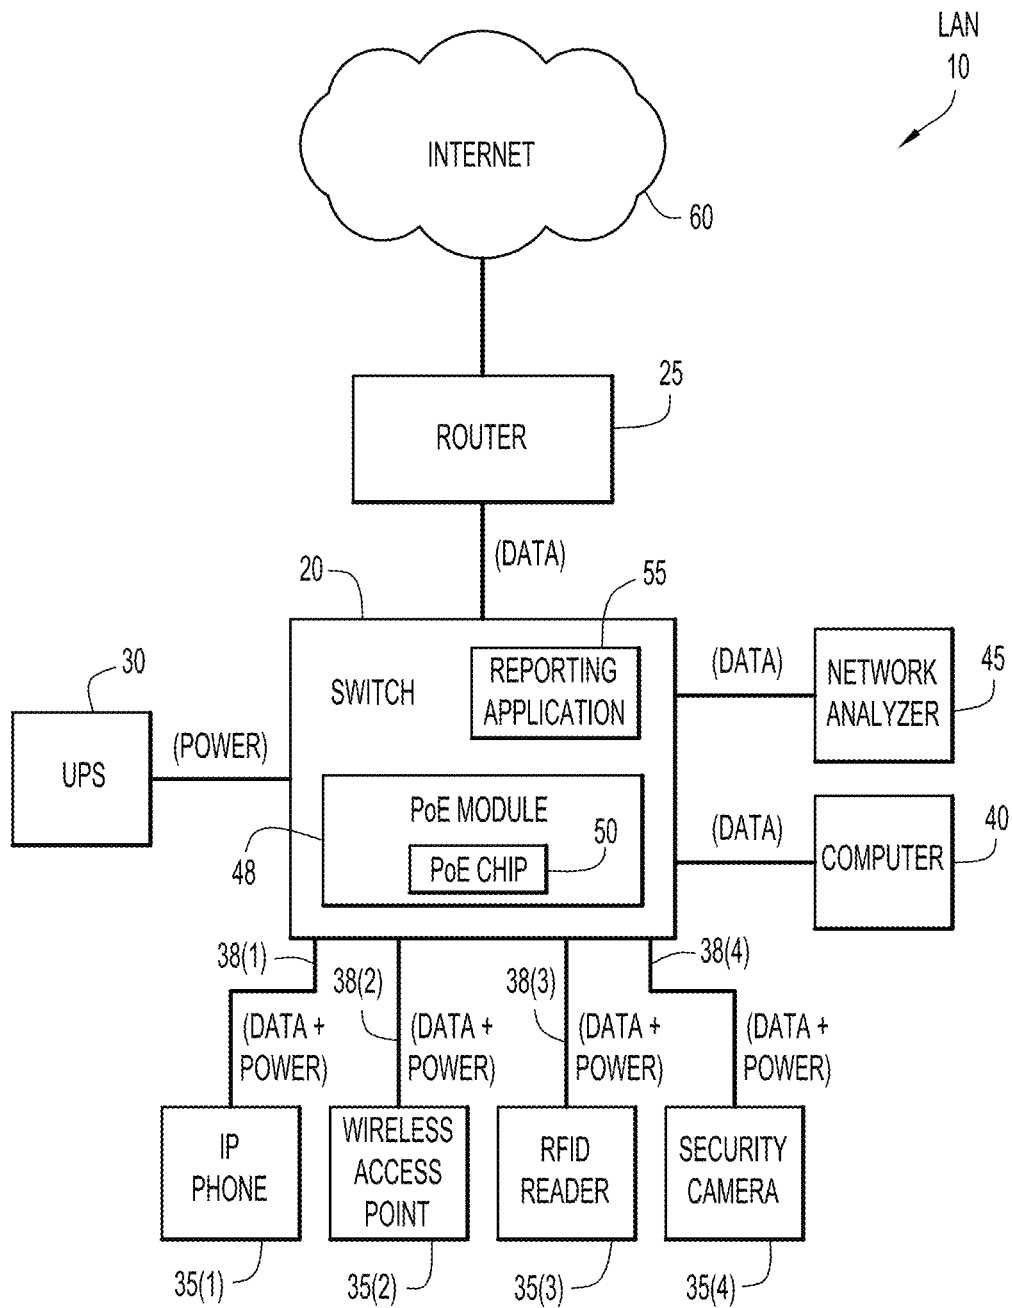 LAN
10
INTERNET
60
25
ROUTER
(DATA)
20
55
30
SWITCH
REPORTING
APPLICATION
(DATA)
NETWORK
ANALYZER
45
UPS
(POWER)
PoE MODULE
48
50
PoE CHIP
(DATA)
COMPUTER
40
38(1)
38(2)
38(3)
38(4)
(DATA +
POWER)
(DATA +
POWER)
(DATA +
POWER)
(DATA +
POWER)
IP
PHONE
WIRELESS
ACCESS
POINT
RFID
READER
SECURITY
CAMERA
35(1)
35(2)
35(3)
35(4)